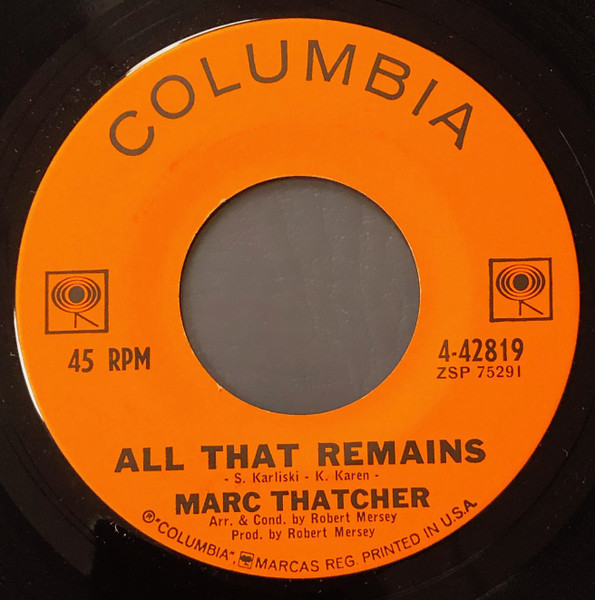 COLUMBIA
45 RPM
4-42819
ZSP 75291
ALL THAT REMAINS
- S. Karliski - K. Karen -
MARC THATCHER
Arr. & Cond. by Robert Mersey
Prod. by Robert Mersey
® "COLUMBIA", MARCAS REG. PRINTED IN U.S.A.